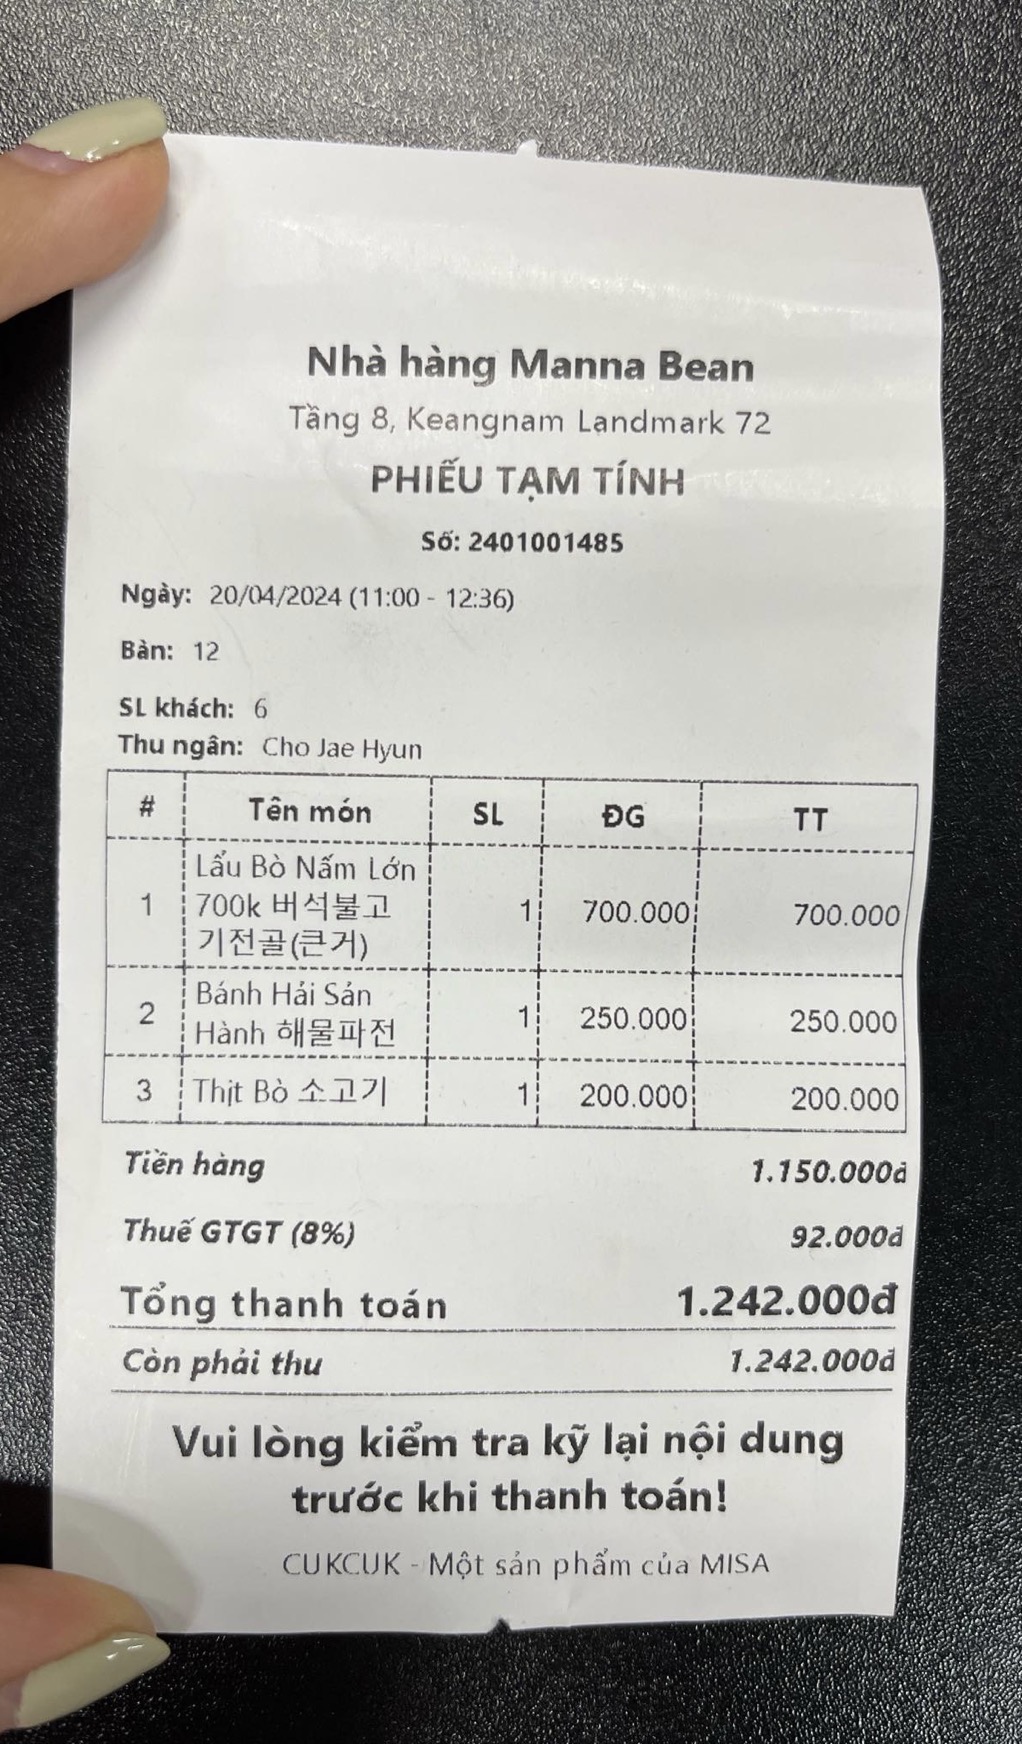 Nhà hàng Manna Bean
Tầng 8, Keangnam Landmark 72
PHIẾU TẠM TÍNH
Số: 2401001485
Ngày: 20/04/2024 (11:00 - 12:36)
Bàn: 12
SL khách: 6
Thu ngân: Cho Jae Hyun
# Tên món SL ĐG TT
Lẩu Bò Nấm Lớn
1 700k 버석불고 1 700.000 700.000
기전골(큰거)
Bánh Hải Sản
2 Hành 해물파전 1 250.000 250.000
3 Thịt Bò 소고기 1 200.000 200.000
Tiền hàng 1.150.000đ
Thuế GTGT (8%) 92.000đ
Tổng thanh toán 1.242.000đ
Còn phải thu 1.242.000đ
Vui lòng kiểm tra kỹ lại nội dung
trước khi thanh toán!
CUKCUK - Một sản phẩm của MISA